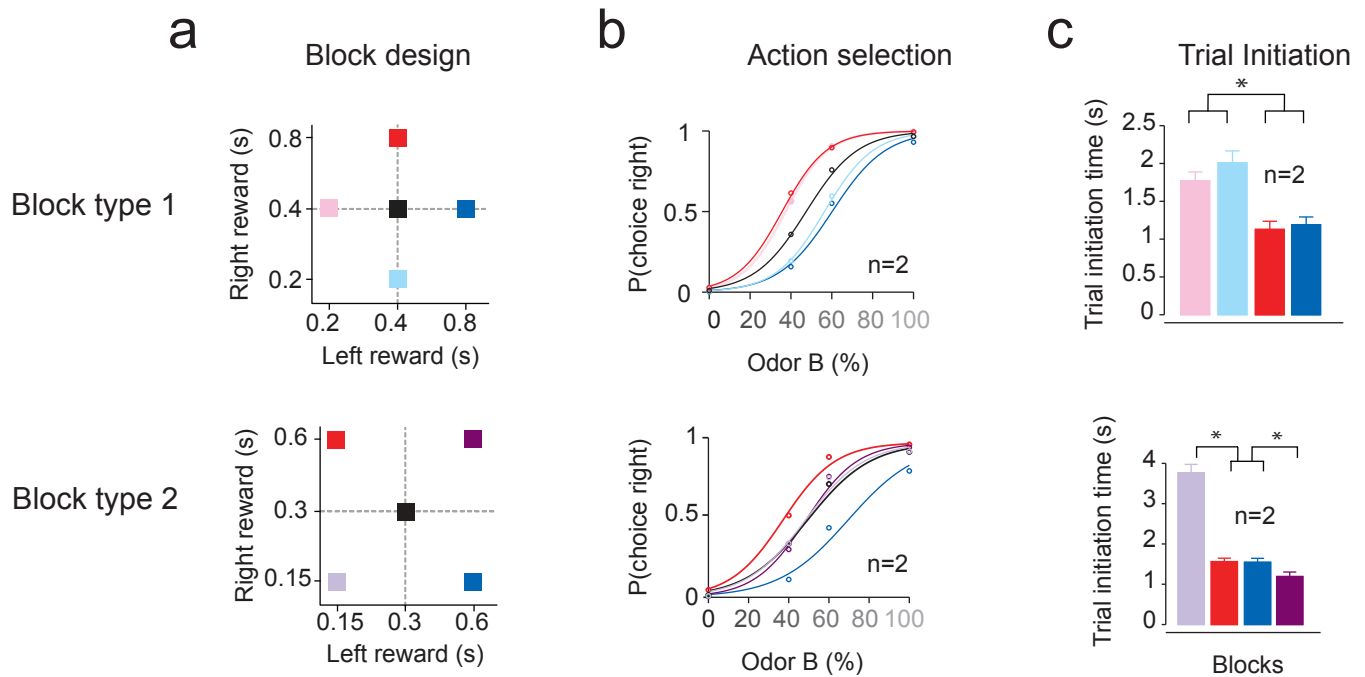 a
b
c
Block design
Action selection
Trial Initiation
Block type 1
Right reward (s)
0.8
0.4
0.2
0.2 0.4 0.8
Left reward (s)
P(choice right)
1
0.5
0
n=2
0 20 40 60 80 100
Odor B (%)
Trial initiation time (s)
2.5
2
1.5
1
0.5
0
*
n=2
Block type 2
Right reward (s)
0.6
0.3
0.15
0.15 0.3 0.6
Left reward (s)
P(choice right)
1
0.5
0
n=2
0 20 40 60 80 100
Odor B (%)
Trial initiation time (s)
4
3
2
1
0
* *
n=2
Blocks